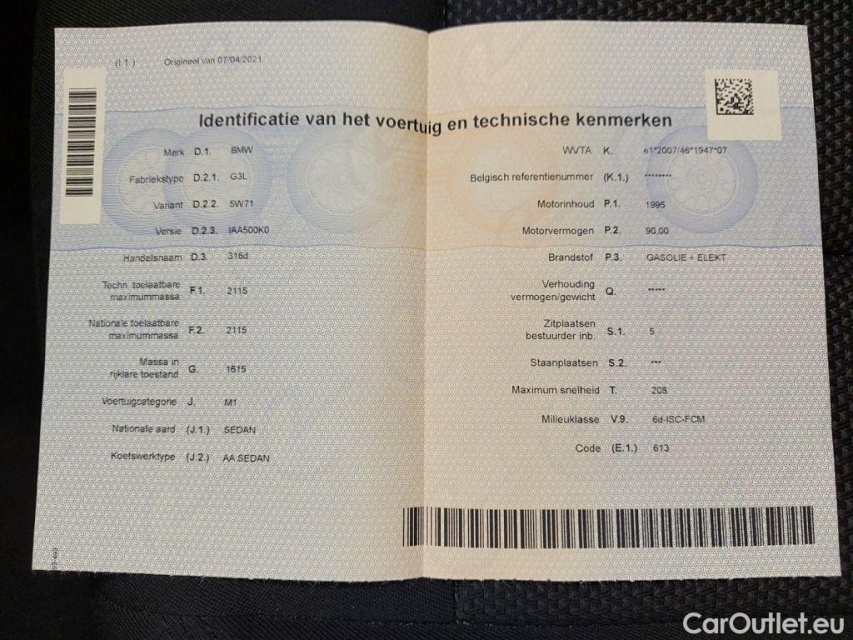 (I.1.) Origineel van 07/04/2021
Identificatie van het voertuig en technische kenmerken
Merk D.1. BMW
Fabriekstype D.2.1. G3L
Variant D.2.2. 5W71
Versie D.2.3. IAA500K0
Handelsnaam D.3. 316d
Techn. toelaatbare
maximummassa F.1. 2115
Nationale toelaatbare
maximummassa F.2. 2115
Massa in
rijklare toestand G. 1615
Voertuigcategorie J. M1
Nationale aard (J.1.) SEDAN
Koetswerktype (J.2.) AA SEDAN
WVTA K. e1*2007/46*1947*07
Belgisch referentienummer (K.1.) --------
Motorinhoud P.1. 1995
Motorvermogen P.2. 90,00
Brandstof P.3. GASOLIE + ELEKT
Verhouding
vermogen/gewicht Q. -----
Zitplaatsen
bestuurder inb. S.1. 5
Staanplaatsen S.2. ---
Maximum snelheid T. 208
Milieuklasse V.9. 6d-ISC-FCM
Code (E.1.) 613
CarOutlet.eu